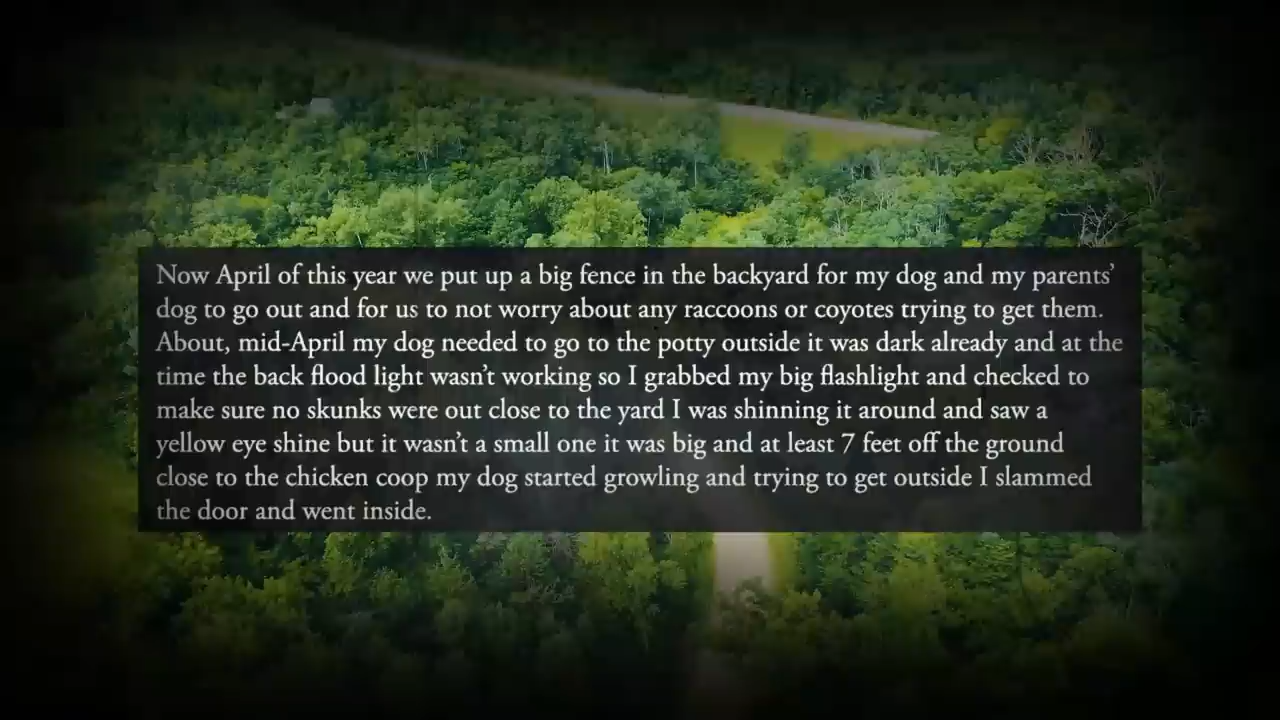 Now April of this year we put up a big fence in the backyard for my dog and my parents’
dog to go out and for us to not worry about any raccoons or coyotes trying to get them.
About, mid-April my dog needed to go to the potty outside it was dark already and at the
time the back flood light wasn’t working so I grabbed my big flashlight and checked to
make sure no skunks were out close to the yard I was shinning it around and saw a
yellow eye shine but it wasn’t a small one it was big and at least 7 feet off the ground
close to the chicken coop my dog started growling and trying to get outside I slammed
the door and went inside.